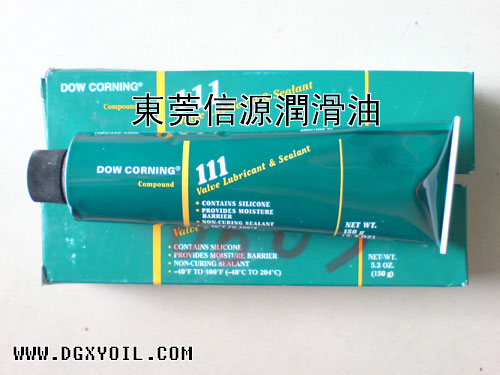 DOW CORNING®
111
Compound
Sealant
東莞信源潤滑油
DOW CORNING®
111
Compound
Valve Lubricant & Sealant
• CONTAINS SILICONE
• PROVIDES MOISTURE
BARRIER
• NON-CURING SEALANT
NET WT.
150 g
Valve
• CONTAINS SILICONE
• PROVIDES MOISTURE BARRIER
• NON-CURING SEALANT
• –40°F TO 400°F (–40°C TO 204°C)
NET WT.
5.3 OZ.
(150 g)
WWW.DGXYOIL.COM